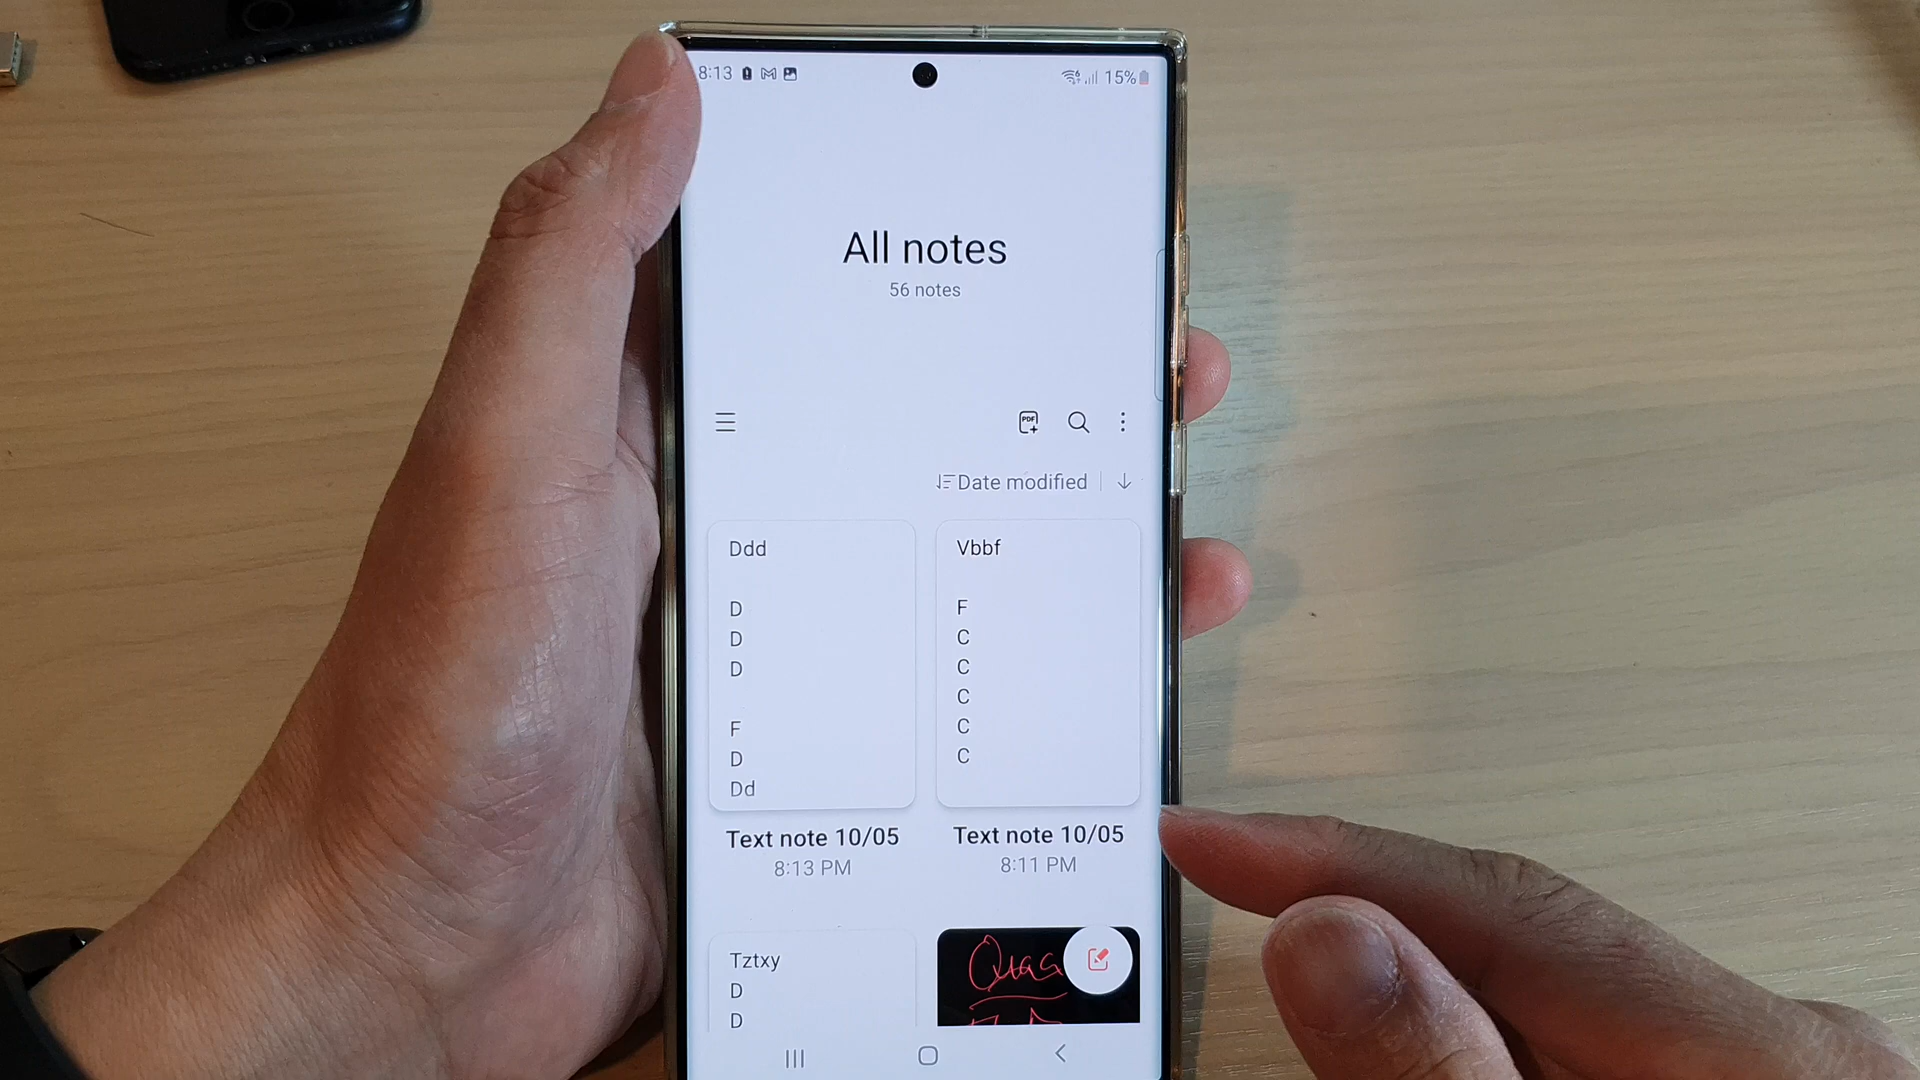 8:13 15%
All notes
56 notes
PDF
Date modified
Ddd
D
D
D
F
D
Dd
Text note 10/05
8:13 PM
Vbbf
F
C
C
C
C
C
Text note 10/05
8:11 PM
Tztxy
D
D